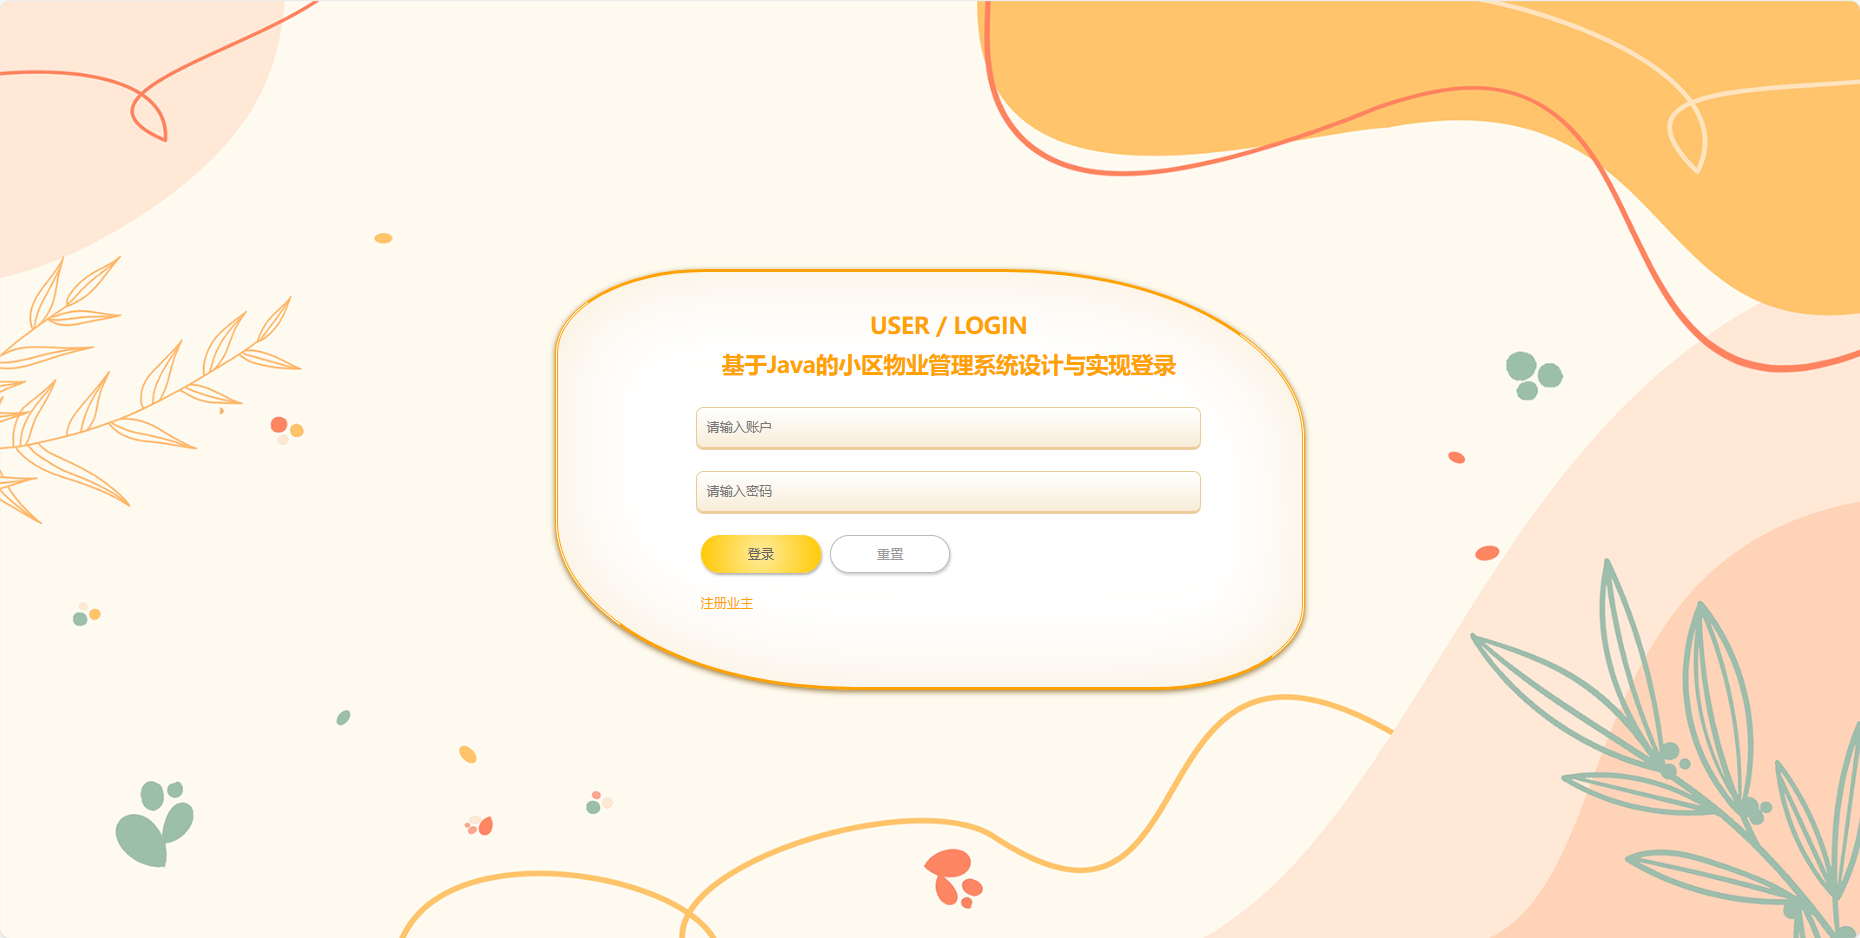 USER / LOGIN
基于Java的小区物业管理系统设计与实现登录
请输入账户
请输入密码
登录 重置
注册业主